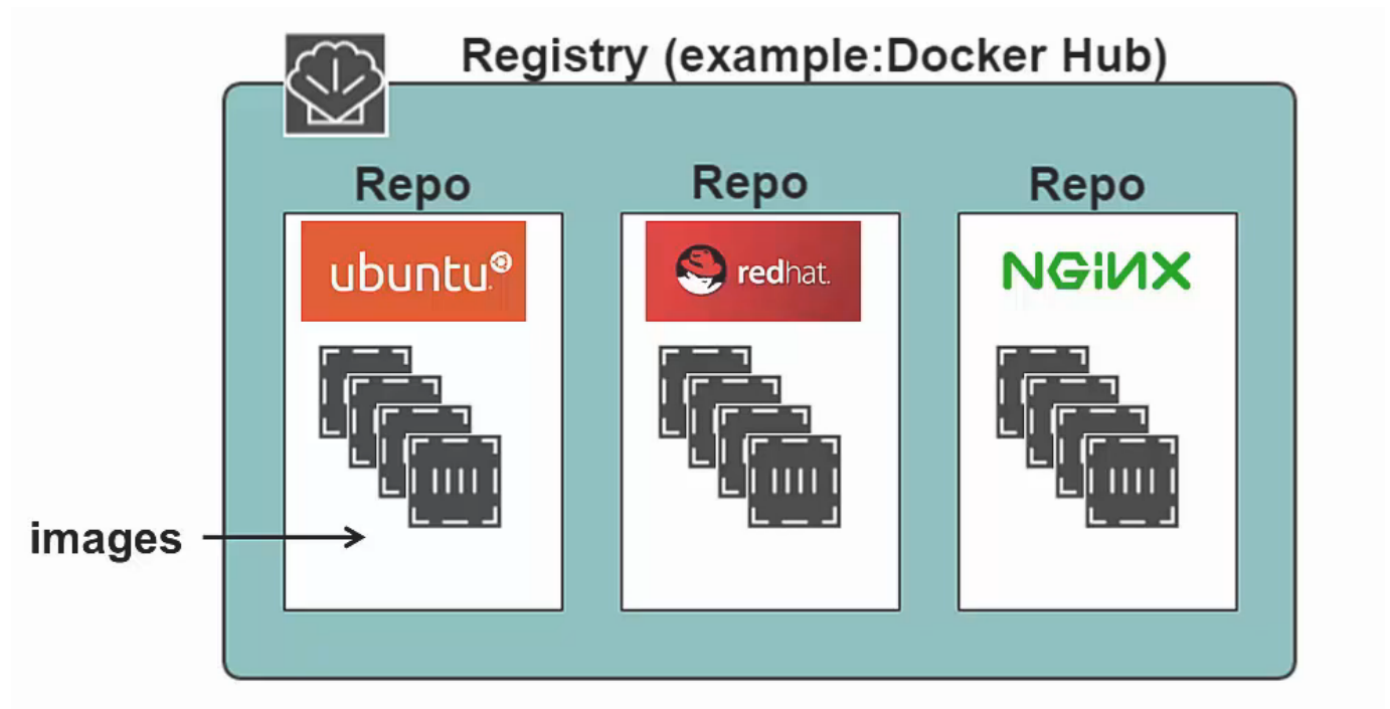 Registry (example:Docker Hub)
Repo
Repo
Repo
ubuntu
redhat.
NGiNX
images